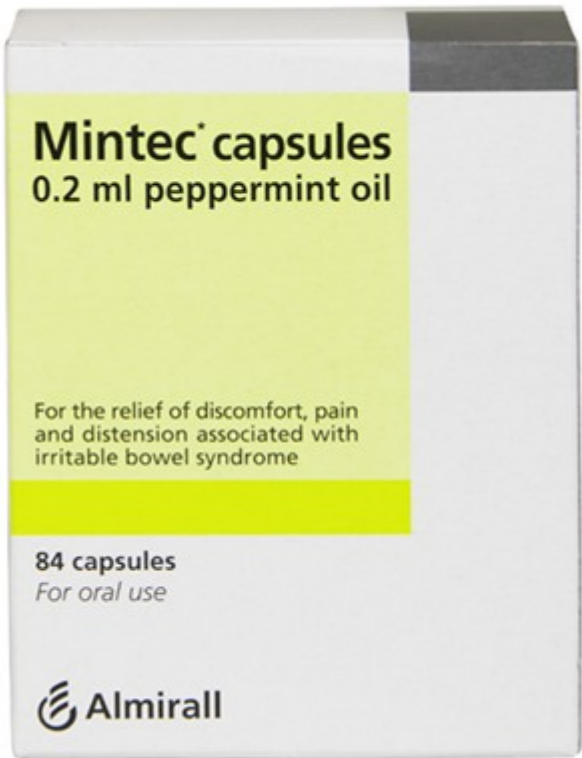 Mintec* capsules
0.2 ml peppermint oil
For the relief of discomfort, pain
and distension associated with
irritable bowel syndrome
84 capsules
For oral use
Almirall